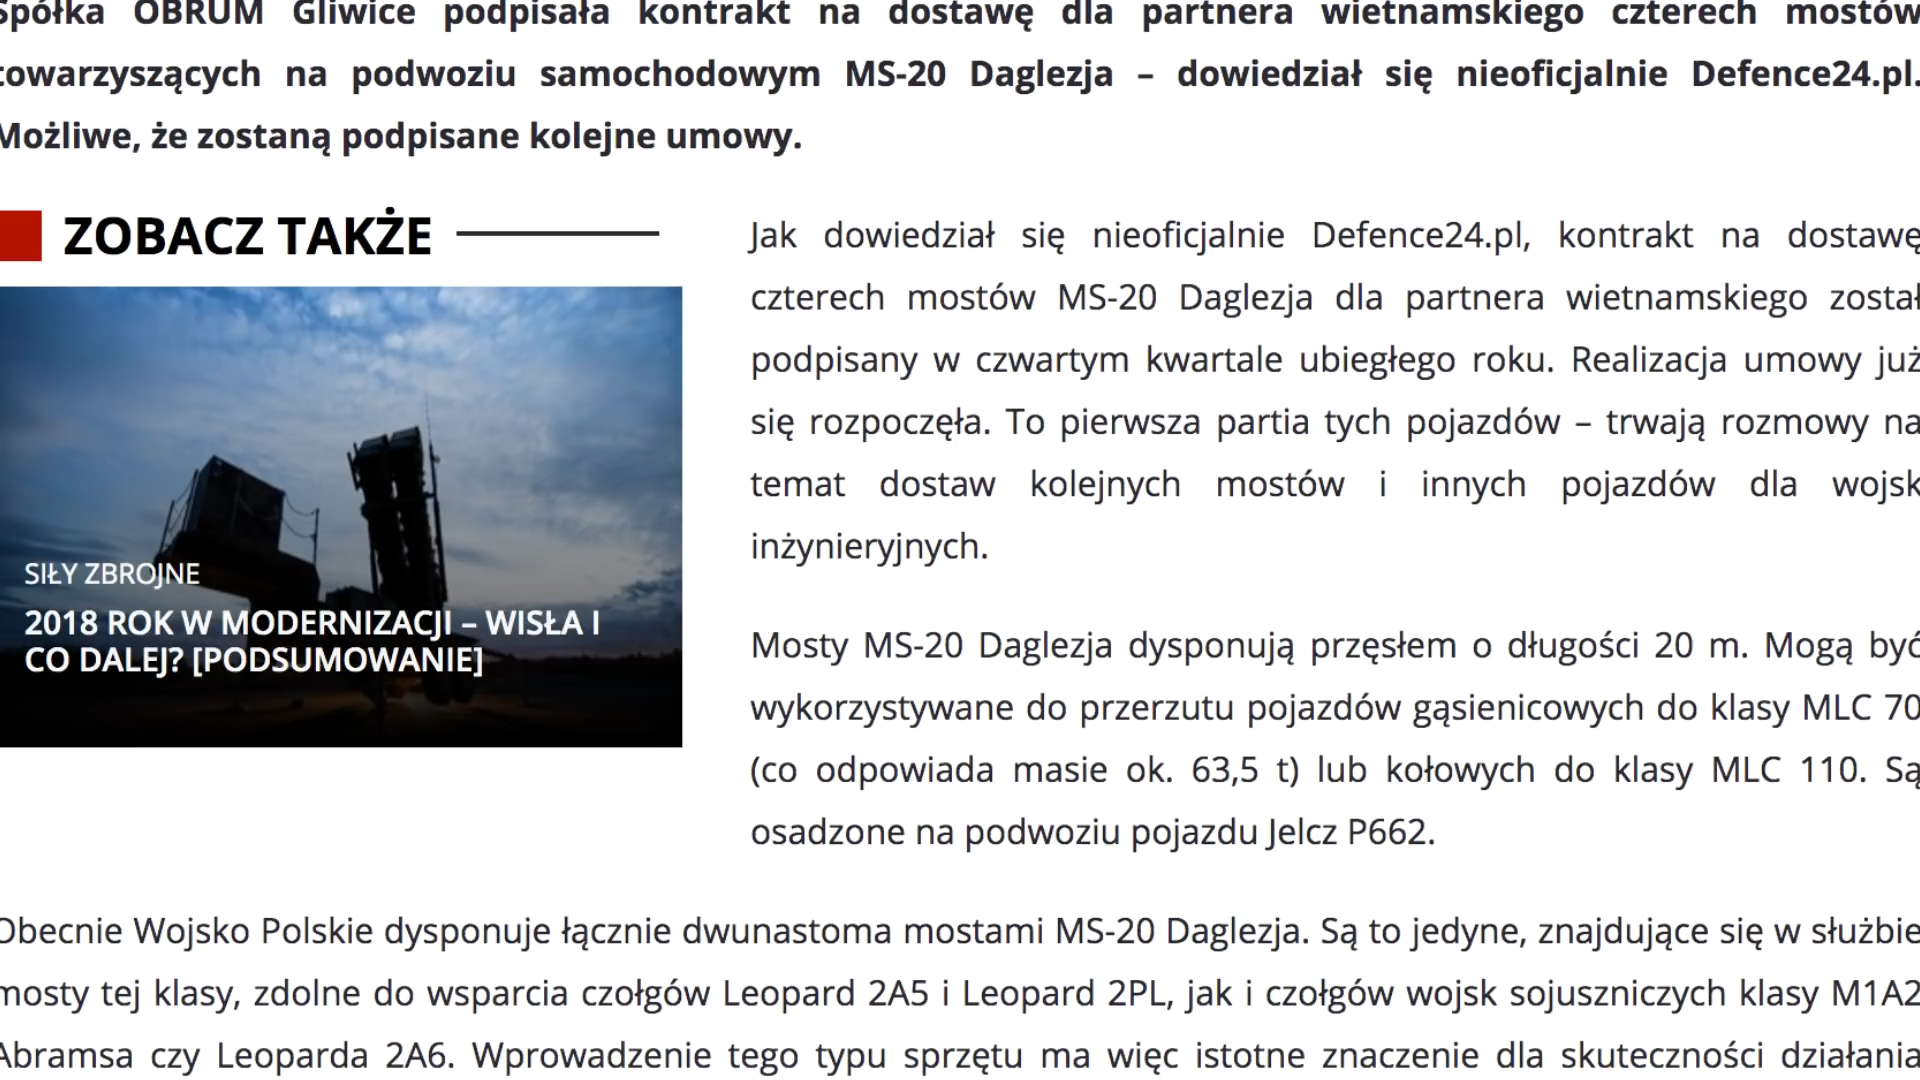 Spółka OBRUM Gliwice podpisała kontrakt na dostawę dla partnera wietnamskiego czterech mostów
towarzyszących na podwoziu samochodowym MS-20 Daglezja – dowiedział się nieoficjalnie Defence24.pl.
Możliwe, że zostaną podpisane kolejne umowy.
ZOBACZ TAKŻE
SIŁY ZBROJNE
2018 ROK W MODERNIZACJI – WISŁA I
CO DALEJ? [PODSUMOWANIE]
Jak dowiedział się nieoficjalnie Defence24.pl, kontrakt na dostawę
czterech mostów MS-20 Daglezja dla partnera wietnamskiego został
podpisany w czwartym kwartale ubiegłego roku. Realizacja umowy już
się rozpoczęła. To pierwsza partia tych pojazdów – trwają rozmowy na
temat dostaw kolejnych mostów i innych pojazdów dla wojsk
inżynieryjnych.
Mosty MS-20 Daglezja dysponują przęsłem o długości 20 m. Mogą być
wykorzystywane do przerzutu pojazdów gąsienicowych do klasy MLC 70
(co odpowiada masie ok. 63,5 t) lub kołowych do klasy MLC 110. Są
osadzone na podwoziu pojazdu Jelcz P662.
Obecnie Wojsko Polskie dysponuje łącznie dwunastoma mostami MS-20 Daglezja. Są to jedyne, znajdujące się w służbie
mosty tej klasy, zdolne do wsparcia czołgów Leopard 2A5 i Leopard 2PL, jak i czołgów wojsk sojuszniczych klasy M1A2
Abramsa czy Leoparda 2A6. Wprowadzenie tego typu sprzętu ma więc istotne znaczenie dla skuteczności działania